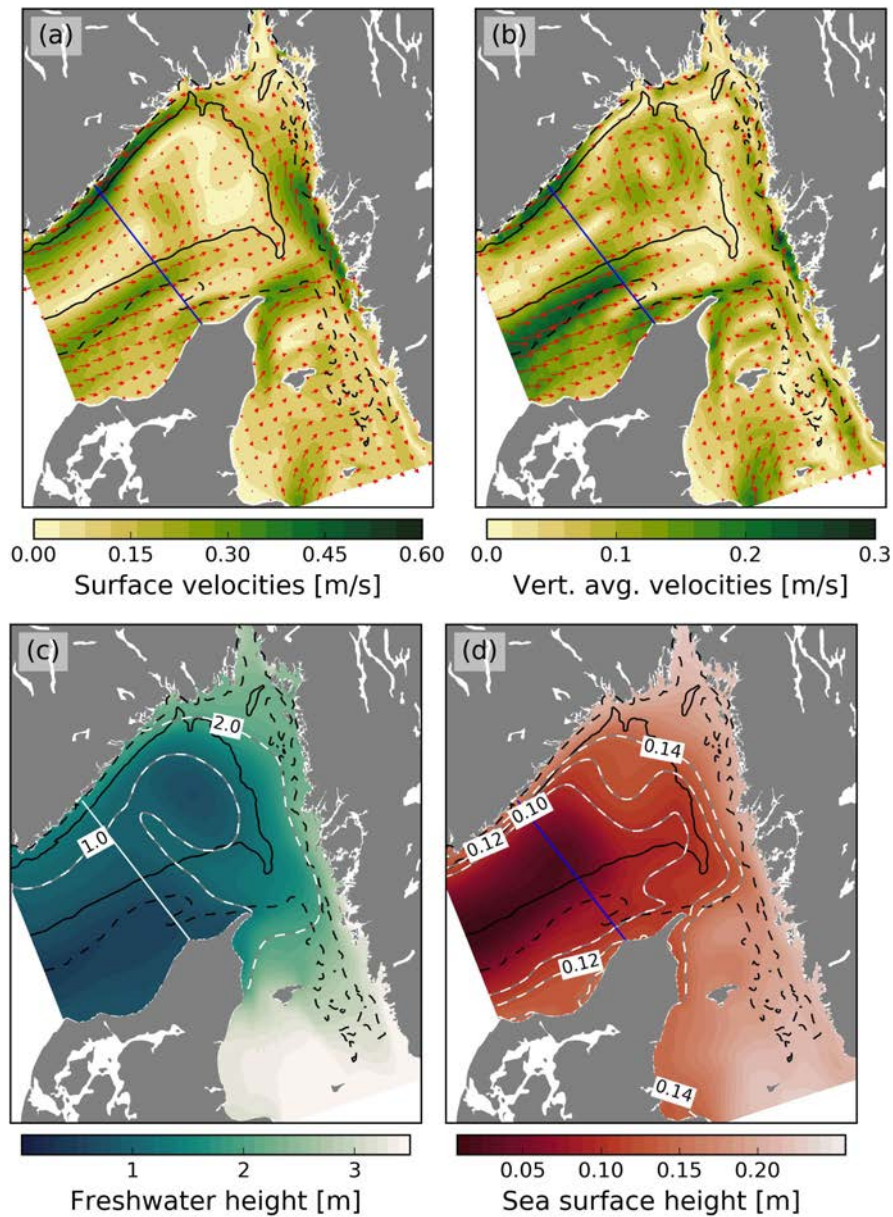 (a)
(b)
0.00 0.15 0.30 0.45 0.60
Surface velocities [m/s]
0.0 0.1 0.2 0.3
Vert. avg. velocities [m/s]
(c)
2.0
1.0
(d)
0.14
0.10
0.12
0.12
0.14
1 2 3
Freshwater height [m]
0.05 0.10 0.15 0.20
Sea surface height [m]